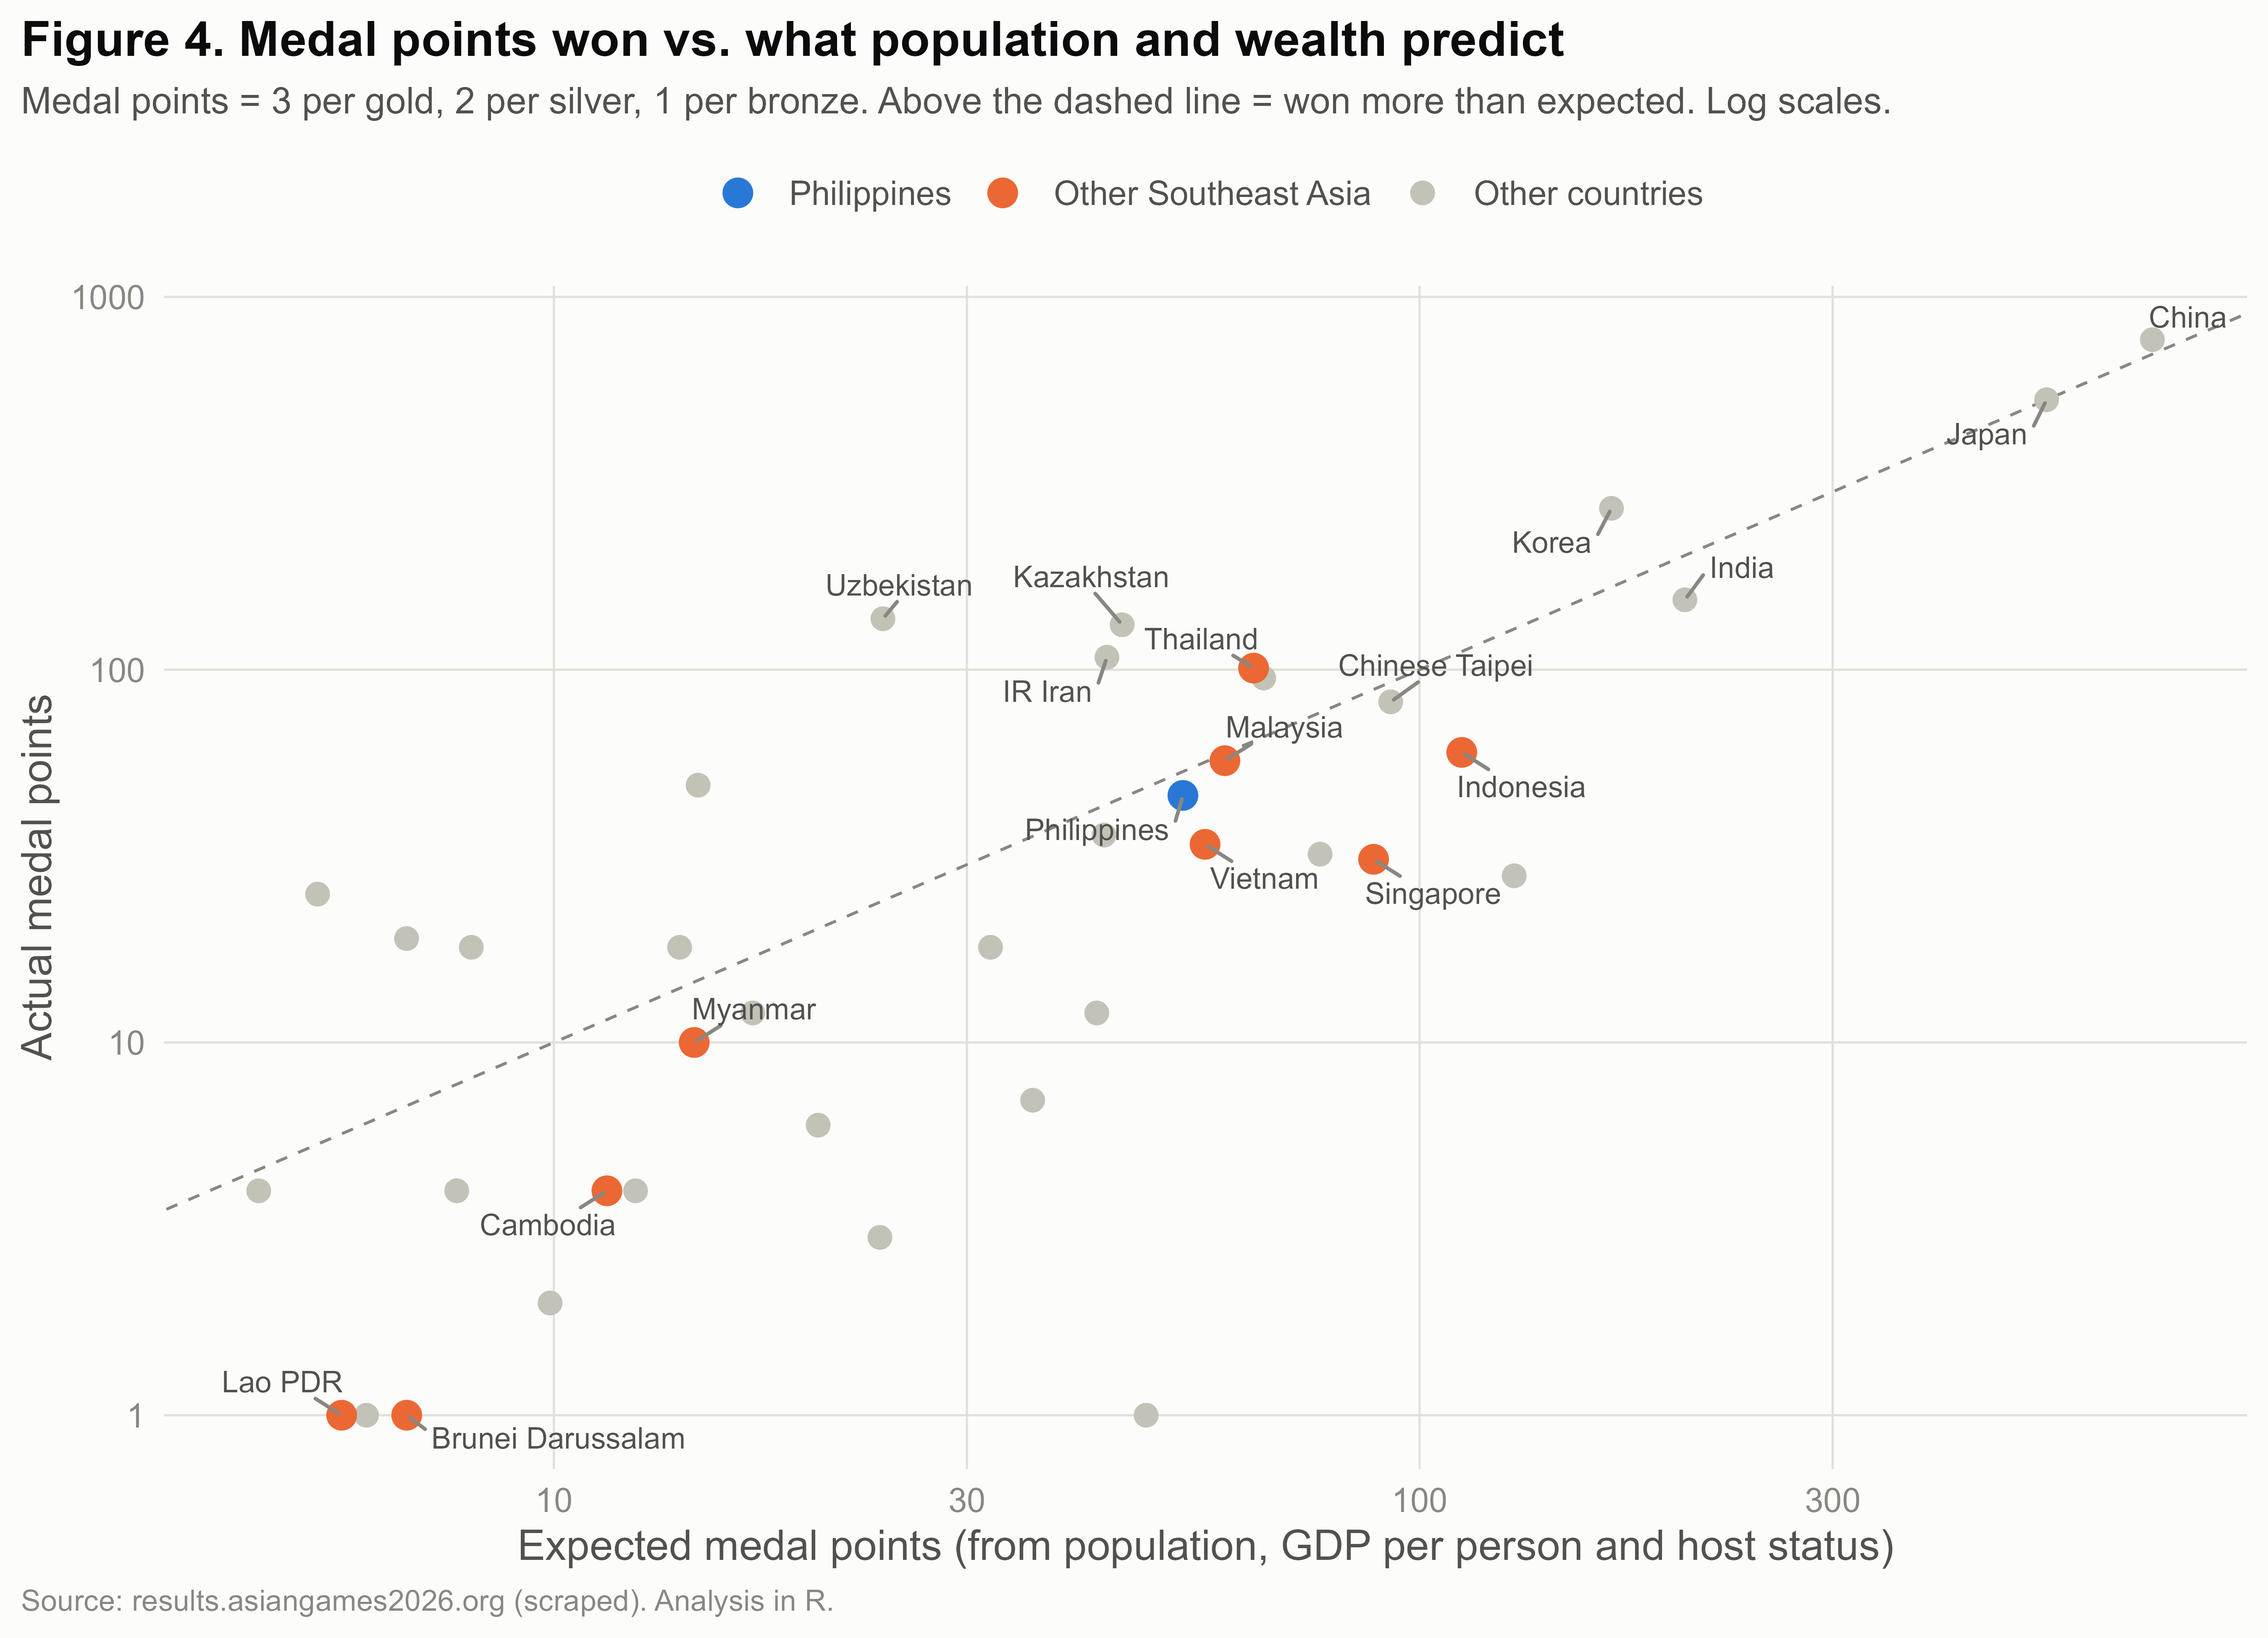 Figure 4. Medal points won vs. what population and wealth predict
Medal points = 3 per gold, 2 per silver, 1 per bronze. Above the dashed line = won more than expected. Log scales.
Philippines
Other Southeast Asia
Other countries
Actual medal points
1000
100
10
1
China
Japan
Korea
India
Uzbekistan
Kazakhstan
Thailand
IR Iran
Chinese Taipei
Malaysia
Indonesia
Philippines
Vietnam
Singapore
Myanmar
Cambodia
Lao PDR
Brunei Darussalam
10
30
100
300
Expected medal points (from population, GDP per person and host status)
Source: results.asiangames2026.org (scraped). Analysis in R.